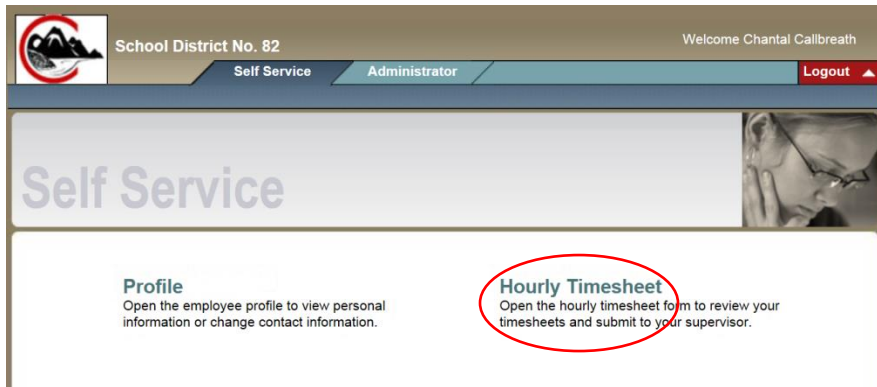 School District No. 82
Welcome Chantal Callbreath
Self Service
Administrator
Logout
Self Service
Profile
Open the employee profile to view personal
information or change contact information.
Hourly Timesheet
Open the hourly timesheet form to review your
timesheets and submit to your supervisor.